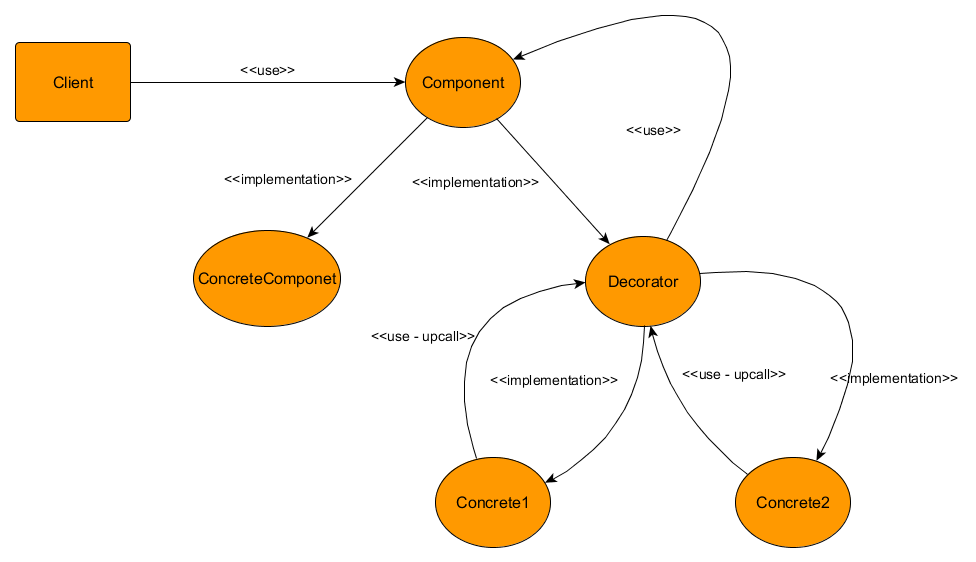 Client
<<use>>
Component
<<use>>
<<implementation>>
<<implementation>>
ConcreteComponet
Decorator
<<use - upcall>>
<<implementation>>
<<use - upcall>>
<<implementation>>
Concrete1
Concrete2